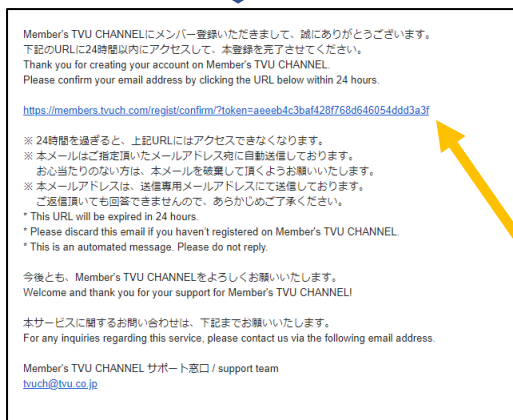 Member's TVU CHANNELにメンバー登録いただきまして、誠にありがとうございます。
下記のURLに24時間以内にアクセスして、本登録を完了させてください。
Thank you for creating your account on Member's TVU CHANNEL.
Please confirm your email address by clicking the URL below within 24 hours.
https://members.tvuch.com/regist/confirm/?token=aeeeb4c3baf428f768d646054ddd3a3f
※ 24時間を過ぎると、上記URLにはアクセスできなくなります。
※ 本メールはご指定頂いたメールアドレス宛に自動送信しております。
お心当たりのない方は、本メールを破棄して頂くようお願いいたします。
※ 本メールアドレスは、送信専用メールアドレスにて送信しております。
ご返信頂いても回答できませんので、あらかじめご了承ください。
* This URL will be expired in 24 hours.
* Please discard this email if you haven't registered on Member's TVU CHANNEL.
* This is an automated message. Please do not reply.
今後とも、Member's TVU CHANNELをよろしくお願いいたします。
Welcome and thank you for your support for Member's TVU CHANNEL!
本サービスに関するお問い合わせは、下記までお願いいたします。
For any inquiries regarding this service, please contact us via the following email address.
Member's TVU CHANNEL サポート窓口 / support team
tvuch@tvu.co.jp